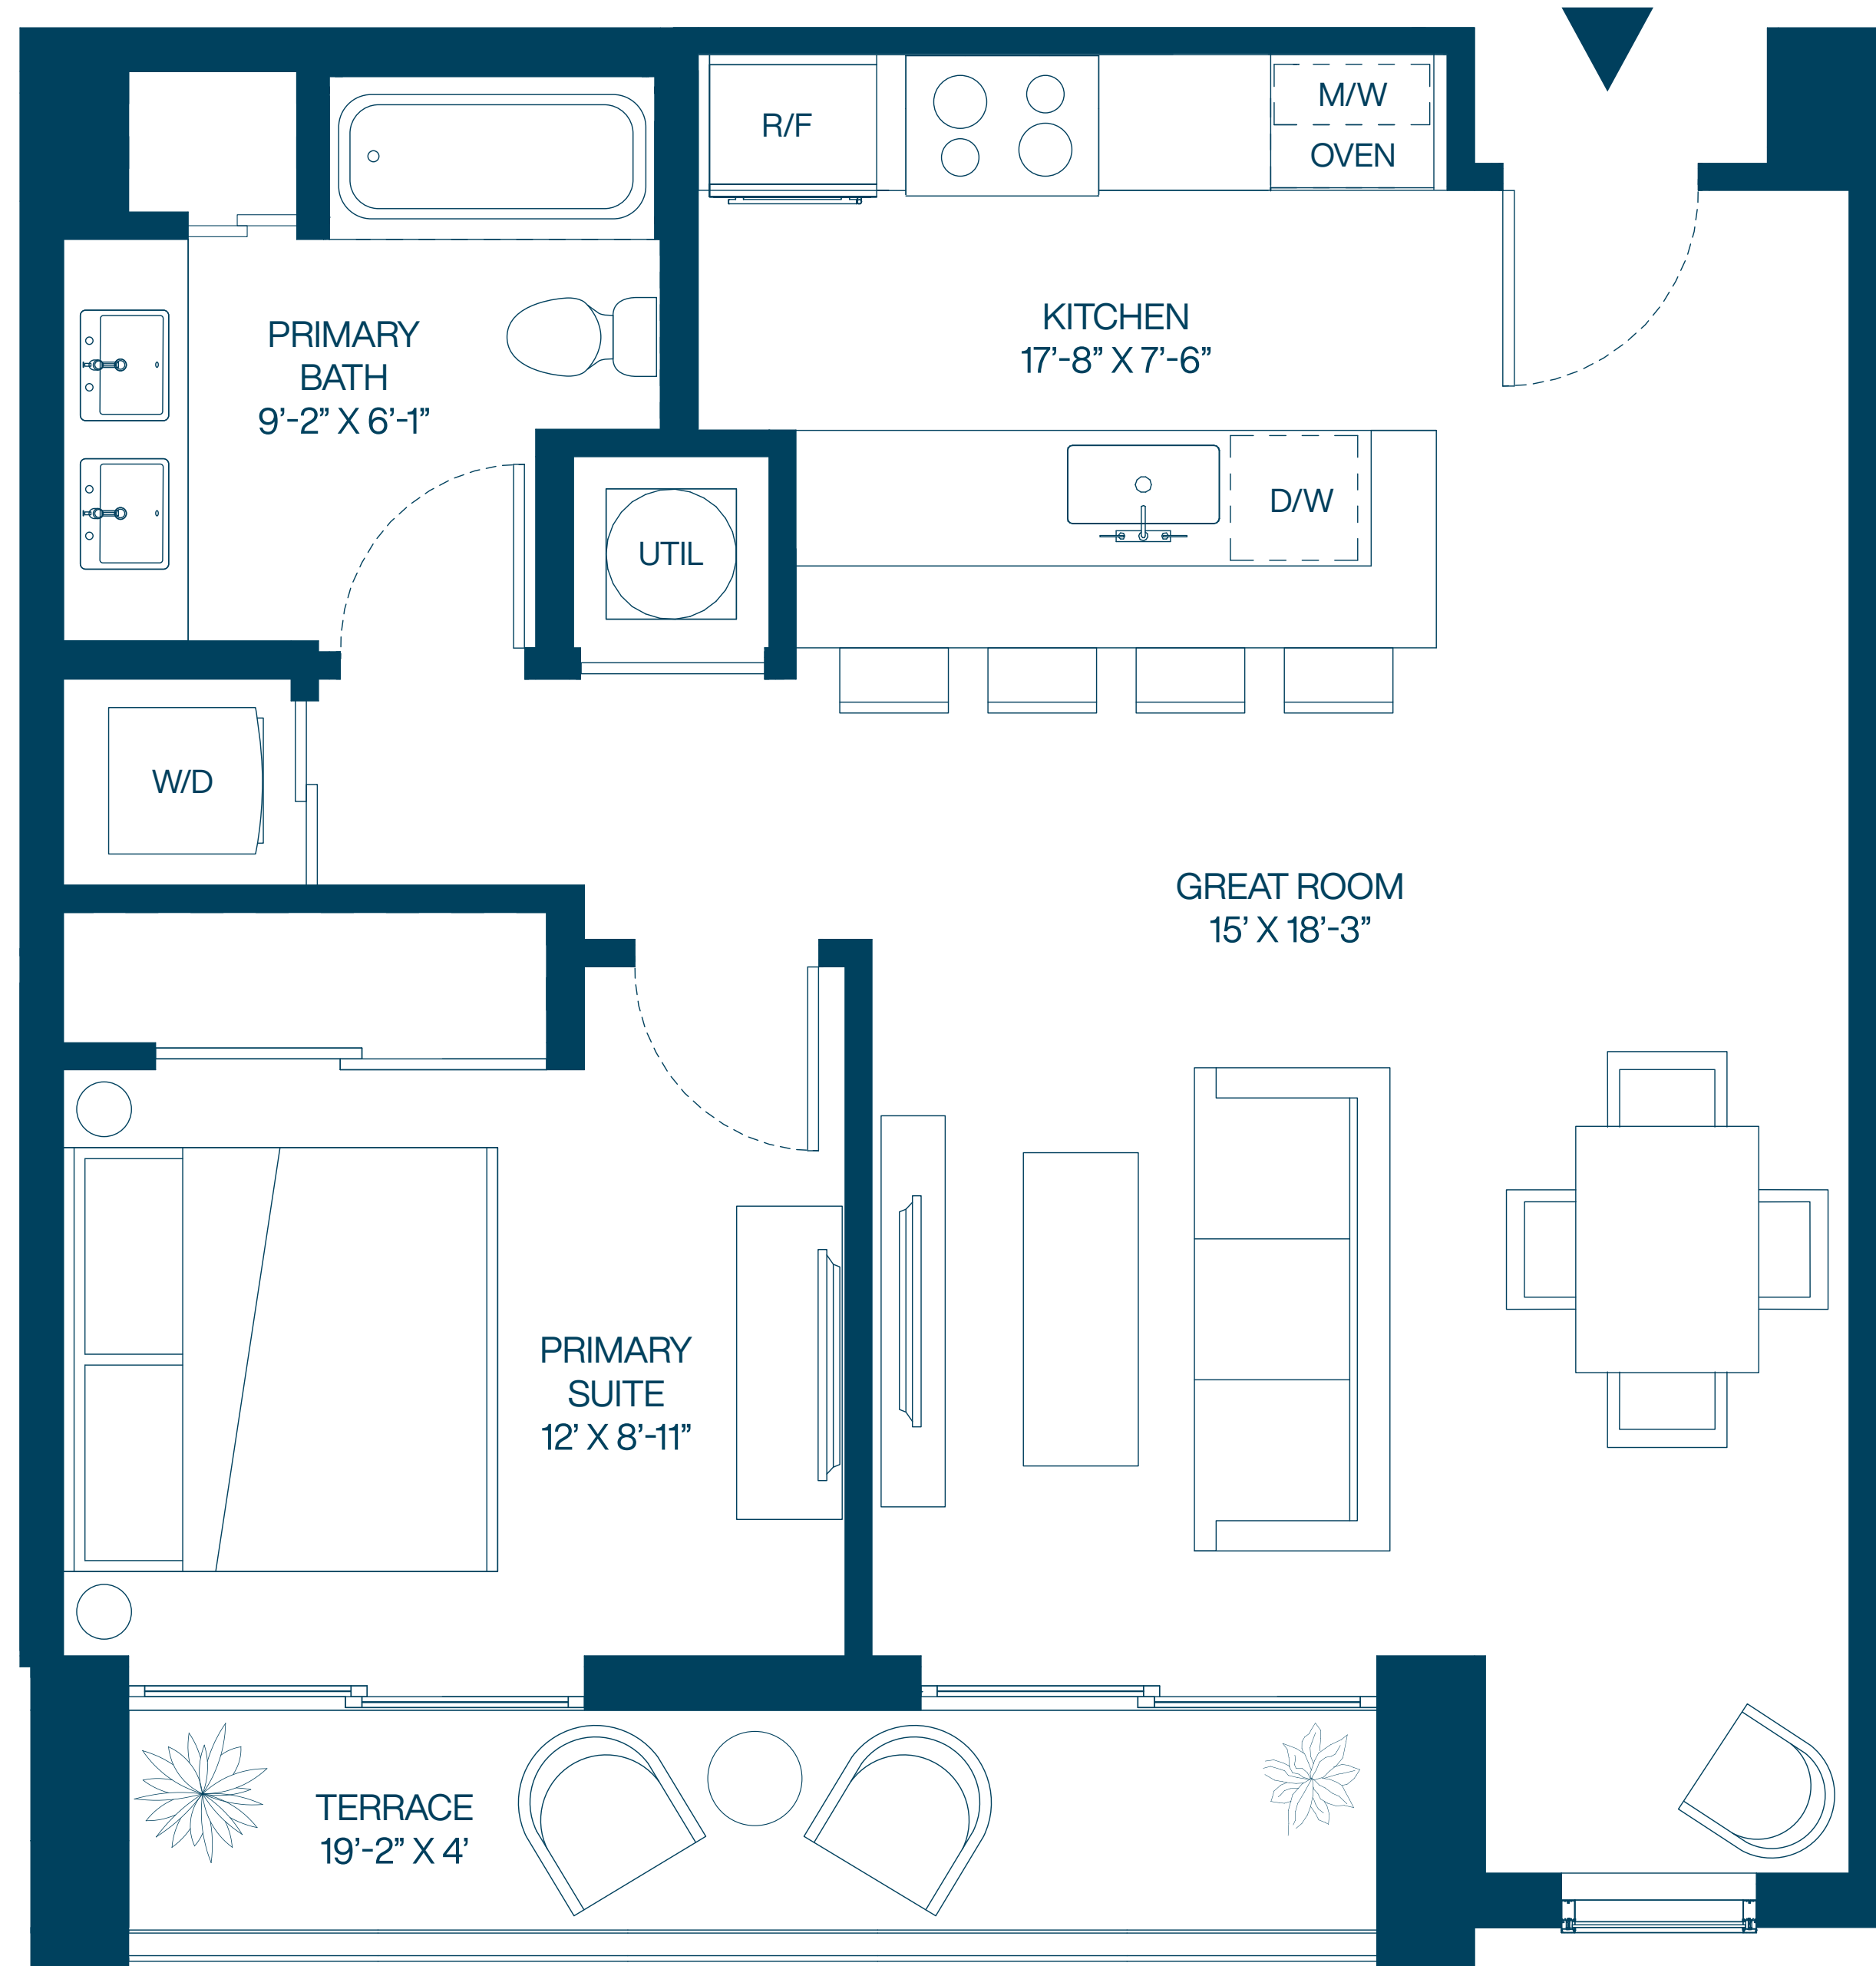 M/W
R/F
OVEN
PRIMARY
BATH
9’-2” X 6’-1”
KITCHEN
17’-8” X 7’-6”
D/W
UTIL
W/D
GREAT ROOM
15’ X 18’-3”
PRIMARY
SUITE
12’ X 8’-11”
TERRACE
19’-2” X 4’